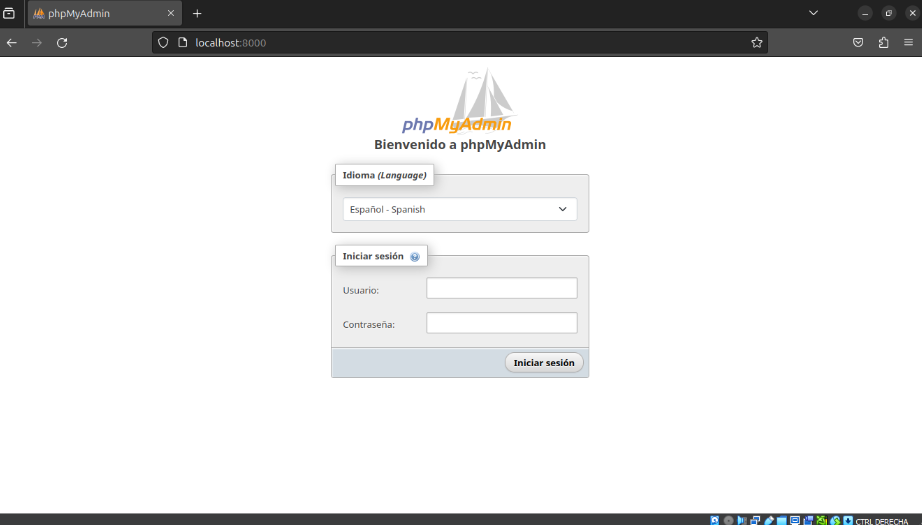 phpMyAdmin
localhost:8000
phpMyAdmin
Bienvenido a phpMyAdmin
Idioma (Language)
Español - Spanish
Iniciar sesión
Usuario:
Contraseña:
Iniciar sesión
CTRL DERECHA